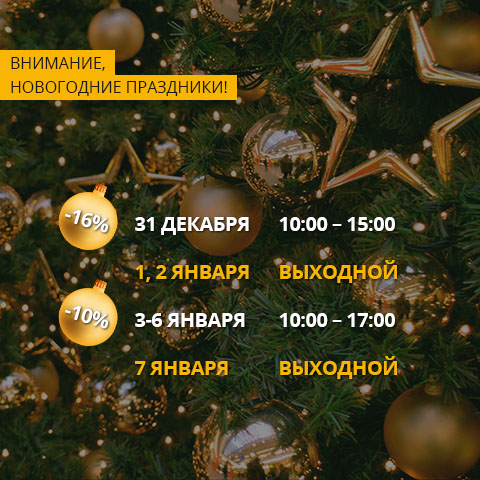 ВНИМАНИЕ,
НОВОГОДНИЕ ПРАЗДНИКИ!
-16% 31 ДЕКАБРЯ 10:00 – 15:00
1, 2 ЯНВАРЯ ВЫХОДНОЙ
-10% 3-6 ЯНВАРЯ 10:00 – 17:00
7 ЯНВАРЯ ВЫХОДНОЙ